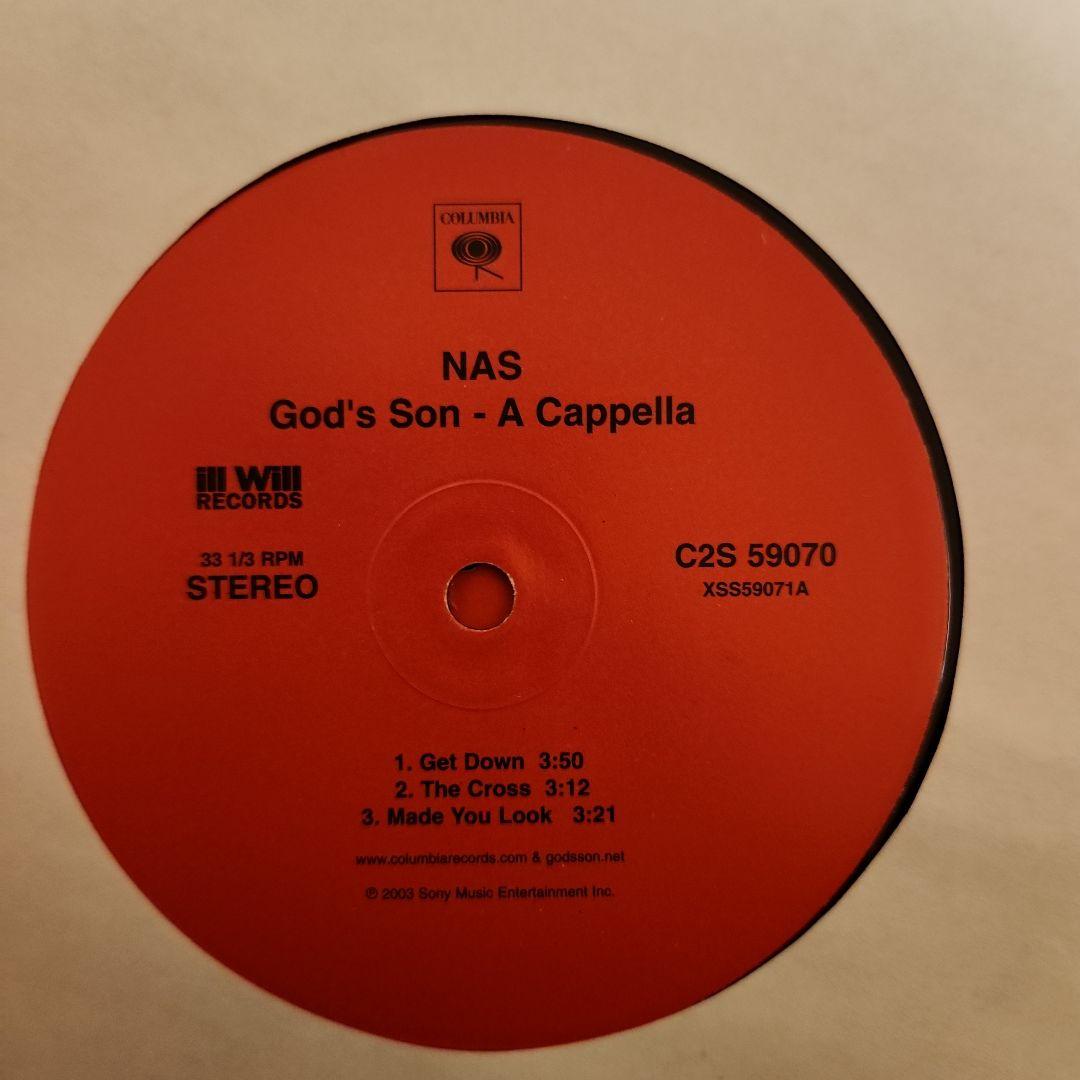 COLUMBIA
NAS
God's Son - A Cappella
ill Will
RECORDS
33 1/3 RPM
STEREO
C2S 59070
XSS59071A
1. Get Down 3:50
2. The Cross 3:12
3. Made You Look 3:21
www.columbiarecords.com & godsson.net
℗ 2003 Sony Music Entertainment Inc.